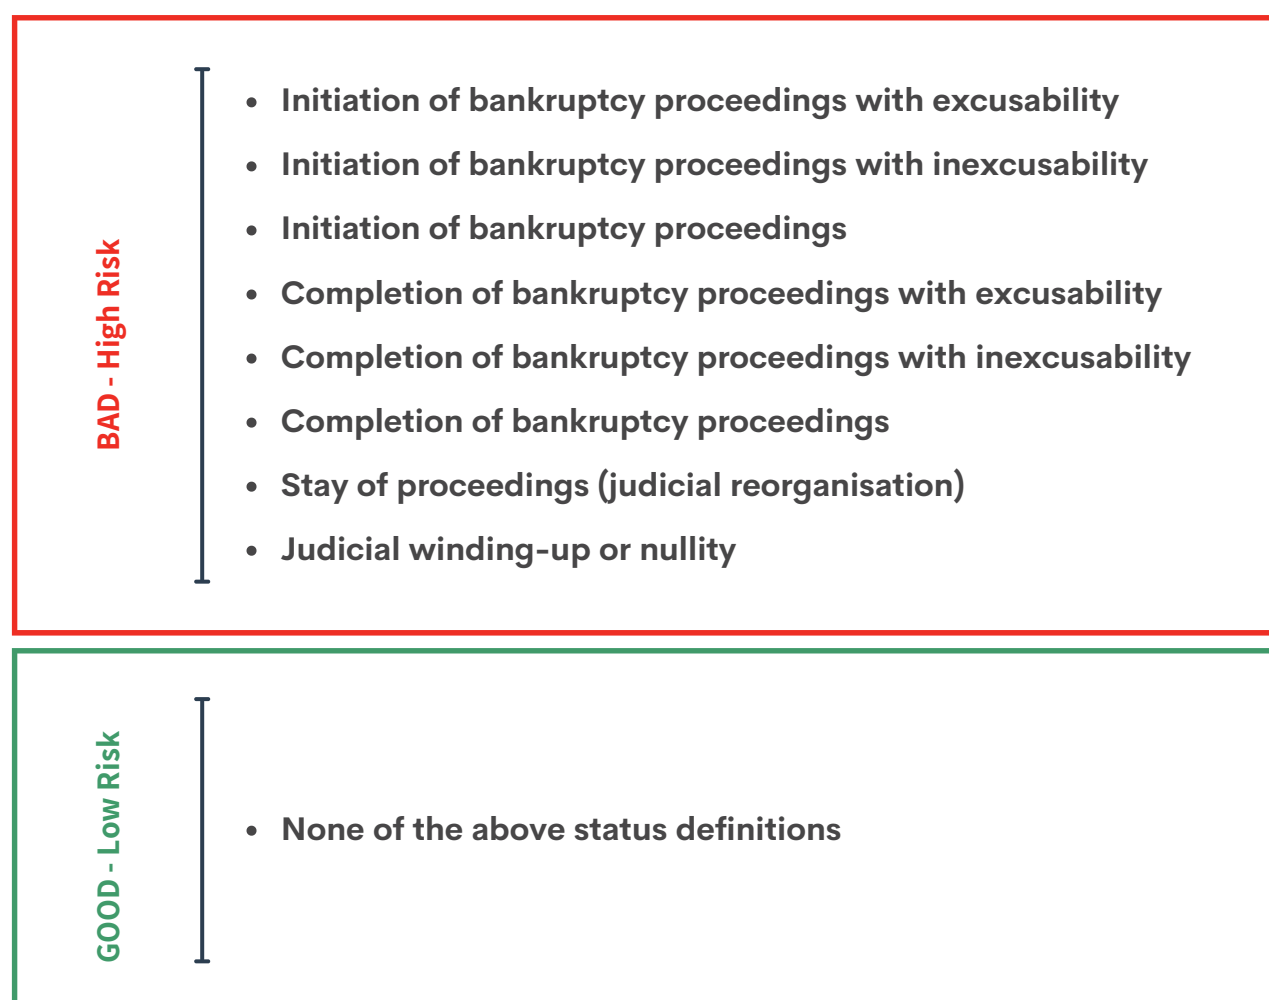 BAD - High Risk
• Initiation of bankruptcy proceedings with excusability
• Initiation of bankruptcy proceedings with inexcusability
• Initiation of bankruptcy proceedings
• Completion of bankruptcy proceedings with excusability
• Completion of bankruptcy proceedings with inexcusability
• Completion of bankruptcy proceedings
• Stay of proceedings (judicial reorganisation)
• Judicial winding-up or nullity
GOOD - Low Risk
• None of the above status definitions